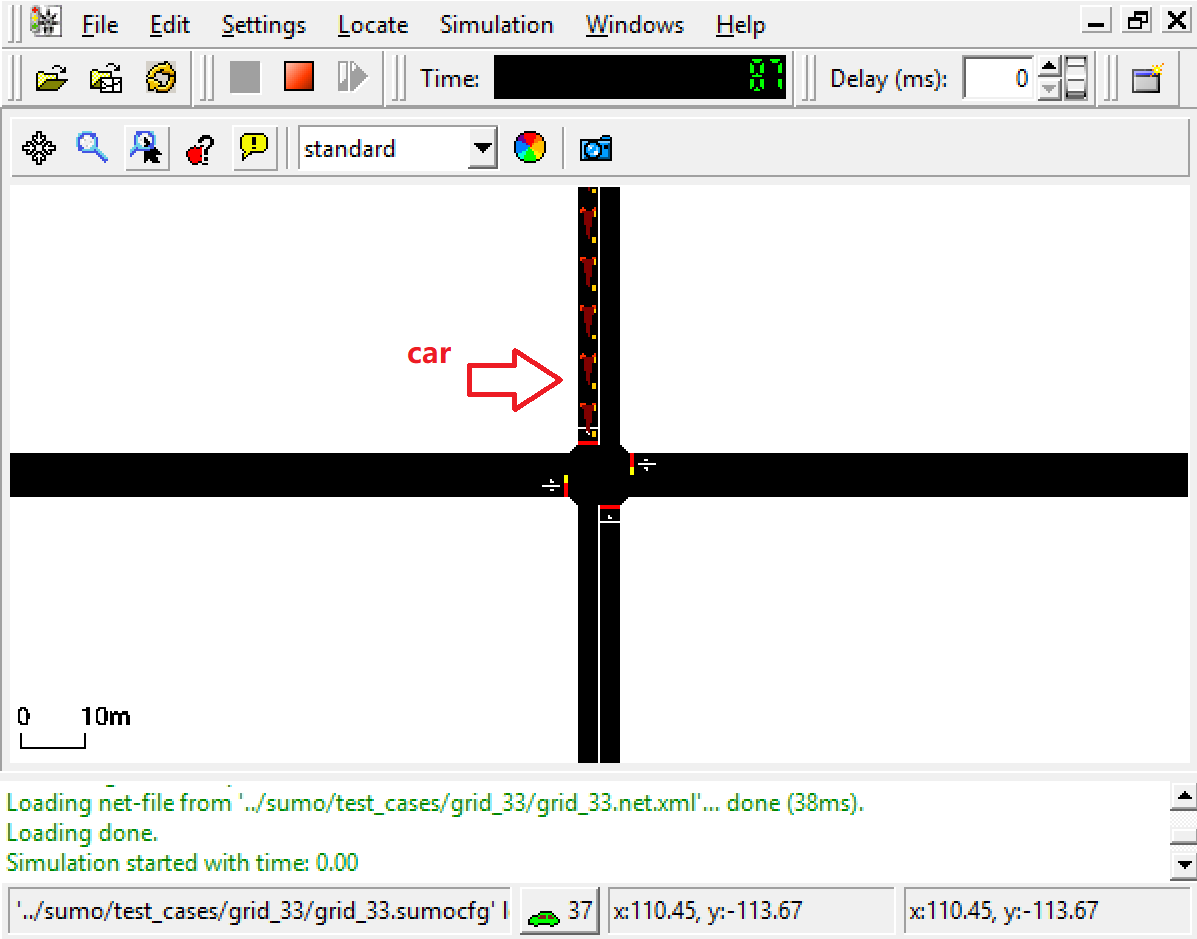 File Edit Settings Locate Simulation Windows Help
Time: 87 Delay (ms): 0
standard
car
0 10m
Loading net-file from '../sumo/test_cases/grid_33/grid_33.net.xml'... done (38ms).
Loading done.
Simulation started with time: 0.00
'../sumo/test_cases/grid_33/grid_33.sumocfg' 37 x:110.45, y:-113.67 x:110.45, y:-113.67